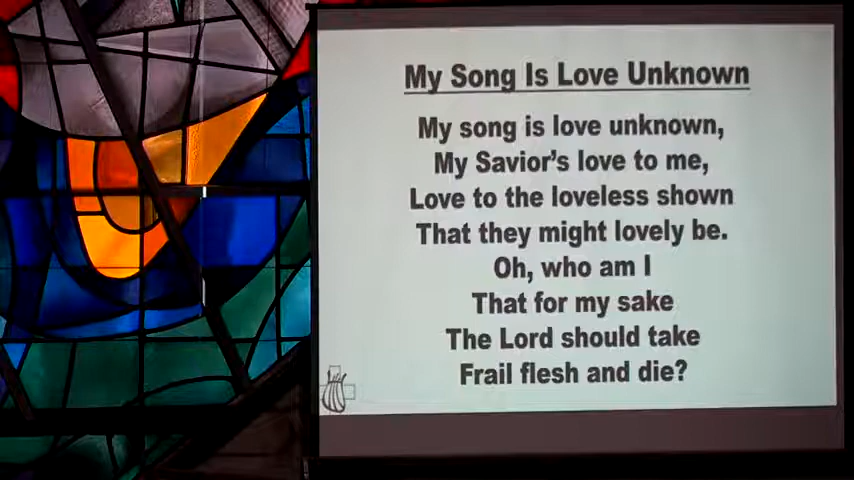 My Song Is Love Unknown
My song is love unknown,
My Savior's love to me,
Love to the loveless shown
That they might lovely be.
Oh, who am I
That for my sake
The Lord should take
Frail flesh and die?